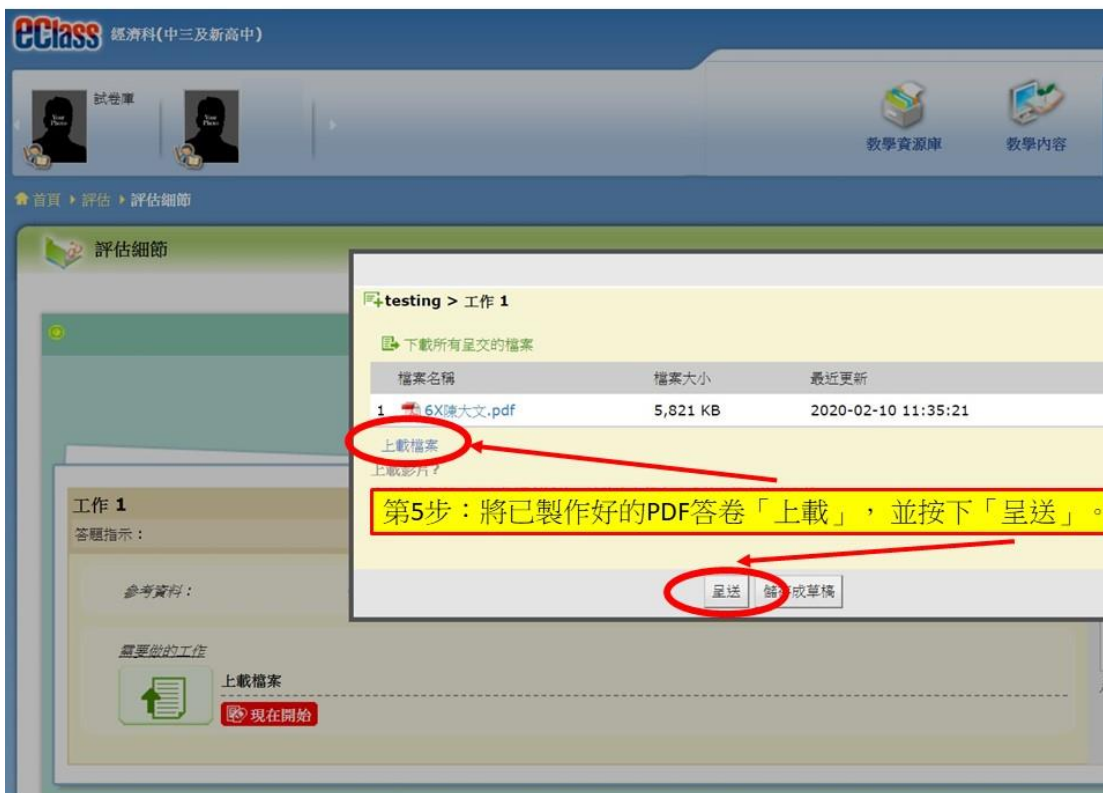 eClass 經濟科(中三及新高中)
試卷庫
Your Photo
Your Photo
教學資源庫
教學內容
首頁 評估 評估細節
評估細節
testing > 工作 1
下載所有呈交的檔案
檔案名稱 檔案大小 最近更新
1 6X陳大文.pdf 5,821 KB 2020-02-10 11:35:21
上載檔案
上載影片?
第5步：將已製作好的PDF答卷「上載」，並按下「呈送」。
呈送 儲存成草稿
工作 1
答題指示：
參考資料：
需要做的工作
上載檔案
現在開始